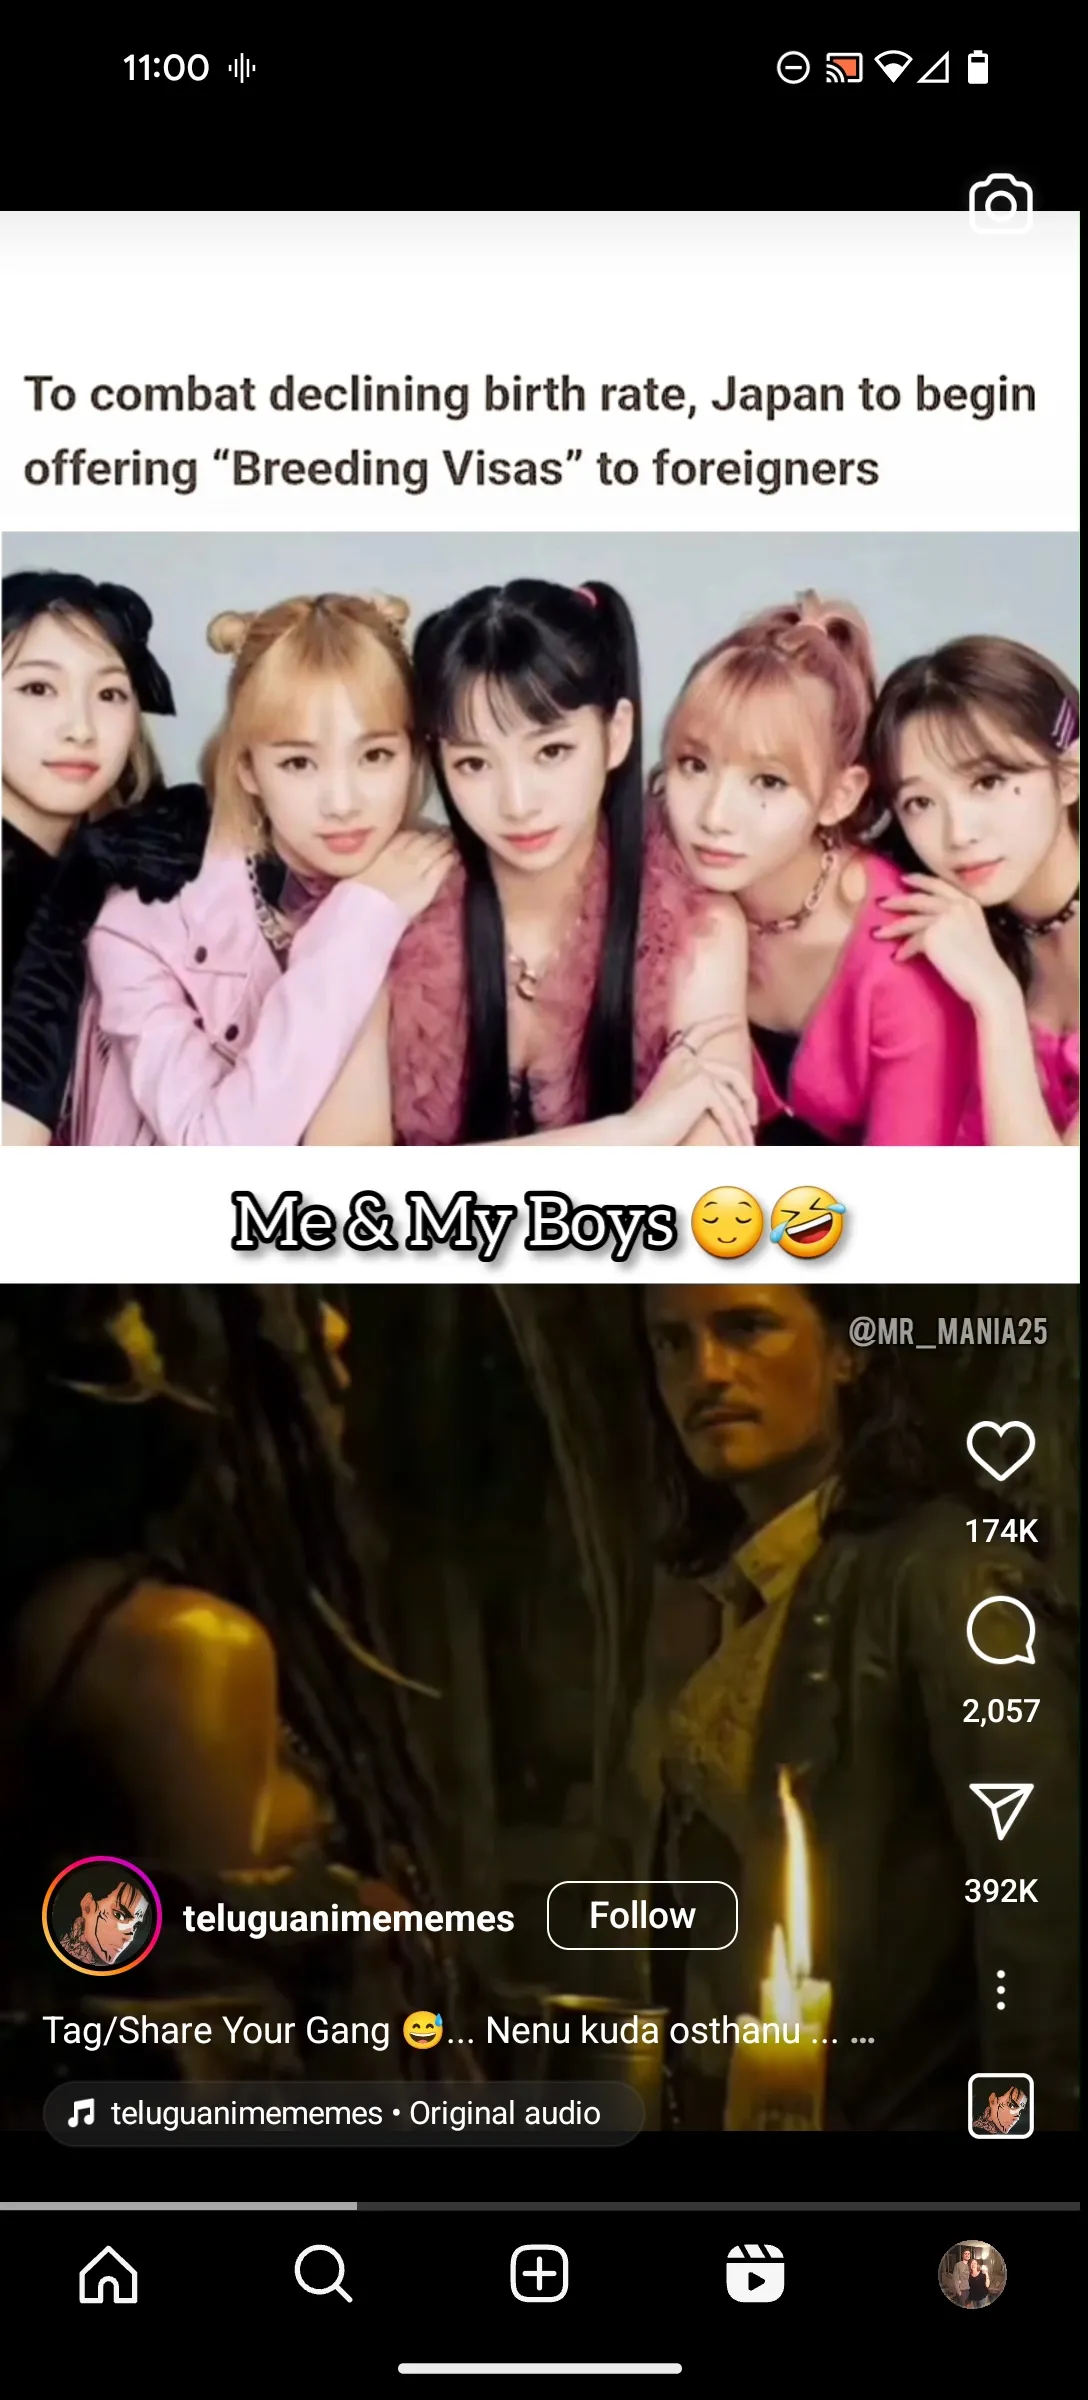 11:00
To combat declining birth rate, Japan to begin
offering “Breeding Visas” to foreigners
Me & My Boys 😌🤣
@MR_MANIA25
174K
2,057
392K
teluguanimememes
Follow
Tag/Share Your Gang 😅... Nenu kuda osthanu ... ...
teluguanimememes • Original audio